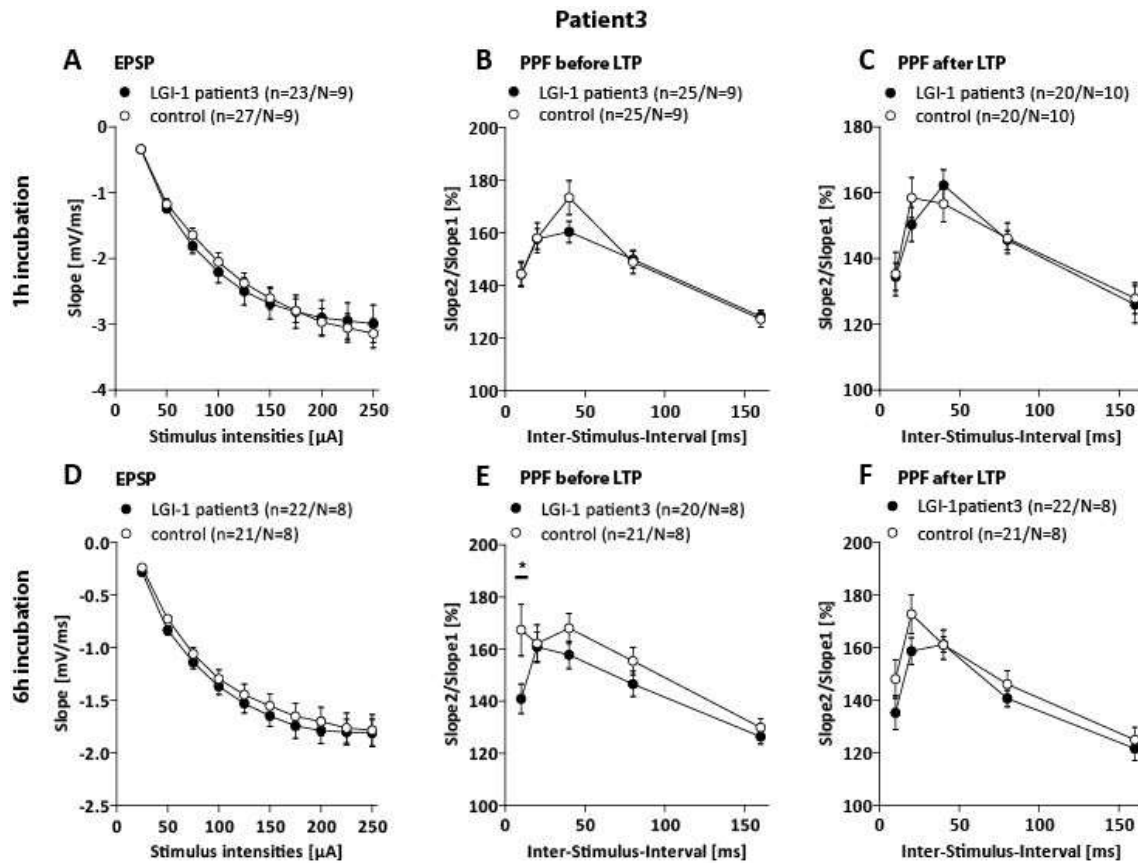 Patient3
1h incubation
A EPSP
LGI-1 patient3 (n=23/N=9)
control (n=27/N=9)
Slope [mV/ms]
0
-1
-2
-3
-4
0 50 100 150 200 250
Stimulus intensities [µA]
B PPF before LTP
LGI-1 patient3 (n=25/N=9)
control (n=25/N=9)
Slope2/Slope1 [%]
200
180
160
140
120
100
0 50 100 150
Inter-Stimulus-Interval [ms]
C PPF after LTP
LGI-1 patient3 (n=20/N=10)
control (n=20/N=10)
Slope2/Slope1 [%]
180
160
140
120
100
0 50 100 150
Inter-Stimulus-Interval [ms]
6h incubation
D EPSP
LGI-1 patient3 (n=22/N=8)
control (n=21/N=8)
Slope [mV/ms]
0.0
-0.5
-1.0
-1.5
-2.0
-2.5
0 50 100 150 200 250
Stimulus intensities [µA]
E PPF before LTP
LGI-1 patient3 (n=20/N=8)
control (n=21/N=8)
Slope2/Slope1 [%]
200
180
160
140
120
100
*
0 50 100 150
Inter-Stimulus-Interval [ms]
F PPF after LTP
LGI-1patient3 (n=22/N=8)
control (n=21/N=8)
Slope2/Slope1 [%]
200
180
160
140
120
100
0 50 100 150
Inter-Stimulus-Interval [ms]